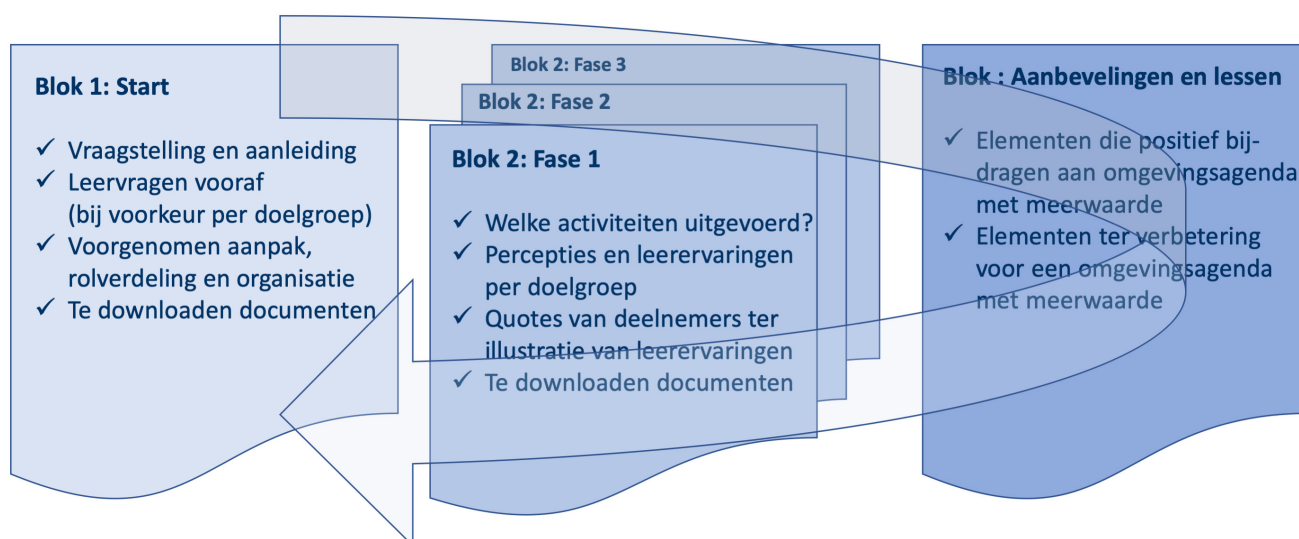 Blok 1: Start
✓ Vraagstelling en aanleiding
✓ Leervragen vooraf
(bij voorkeur per doelgroep)
✓ Voorgenomen aanpak,
rolverdeling en organisatie
✓ Te downloaden documenten
Blok 2: Fase 3
Blok 2: Fase 2
Blok 2: Fase 1
✓ Welke activiteiten uitgevoerd?
✓ Percepties en leerervaringen
per doelgroep
✓ Quotes van deelnemers ter
illustratie van leerervaringen
✓ Te downloaden documenten
Blok : Aanbevelingen en lessen
✓ Elementen die positief bij-
dragen aan omgevingsagenda
met meerwaarde
✓ Elementen ter verbetering
voor een omgevingsagenda
met meerwaarde